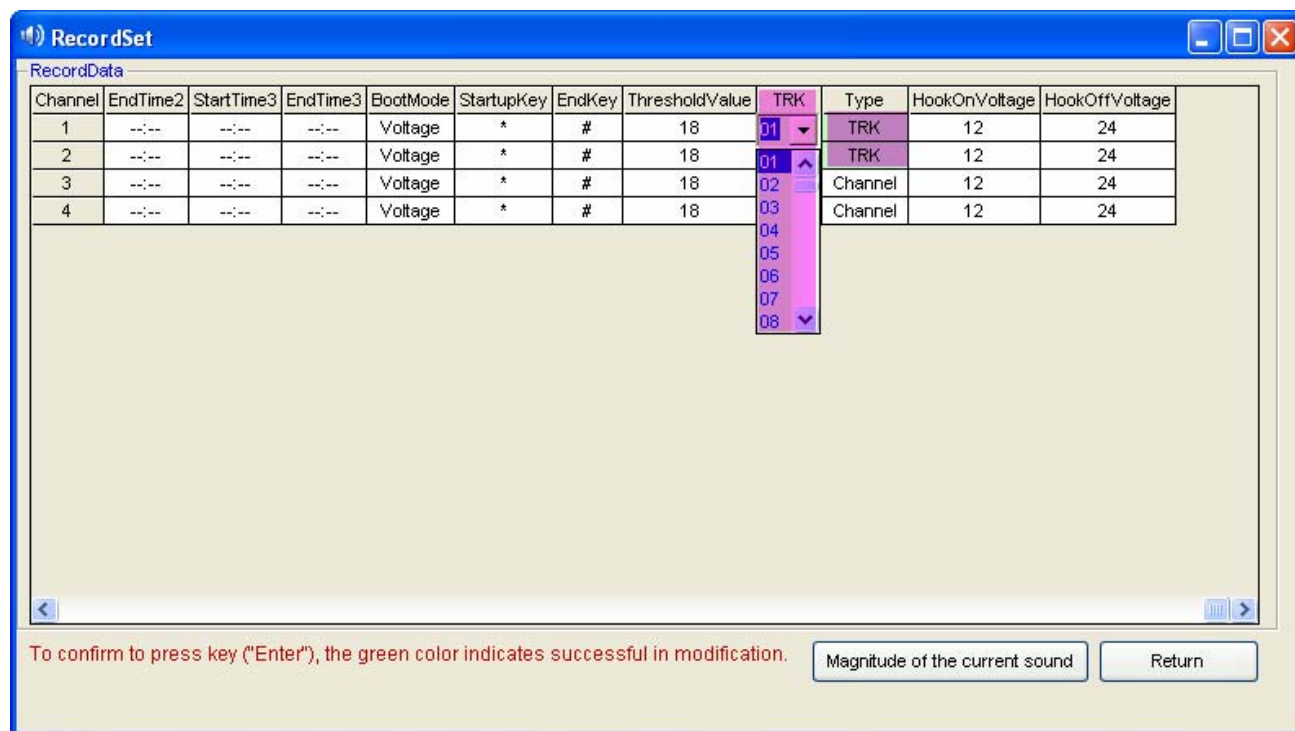 RecordSet
RecordData
Channel EndTime2 StartTime3 EndTime3 BootMode StartupKey EndKey ThresholdValue TRK Type HookOnVoltage HookOffVoltage
1 --:-- --:-- --:-- Voltage * # 18 01 TRK 12 24
2 --:-- --:-- --:-- Voltage * # 18 01 TRK 12 24
3 --:-- --:-- --:-- Voltage * # 18 02 Channel 12 24
4 --:-- --:-- --:-- Voltage * # 18 03 Channel 12 24
04
05
06
07
08
To confirm to press key ("Enter"), the green color indicates successful in modification. Magnitude of the current sound Return